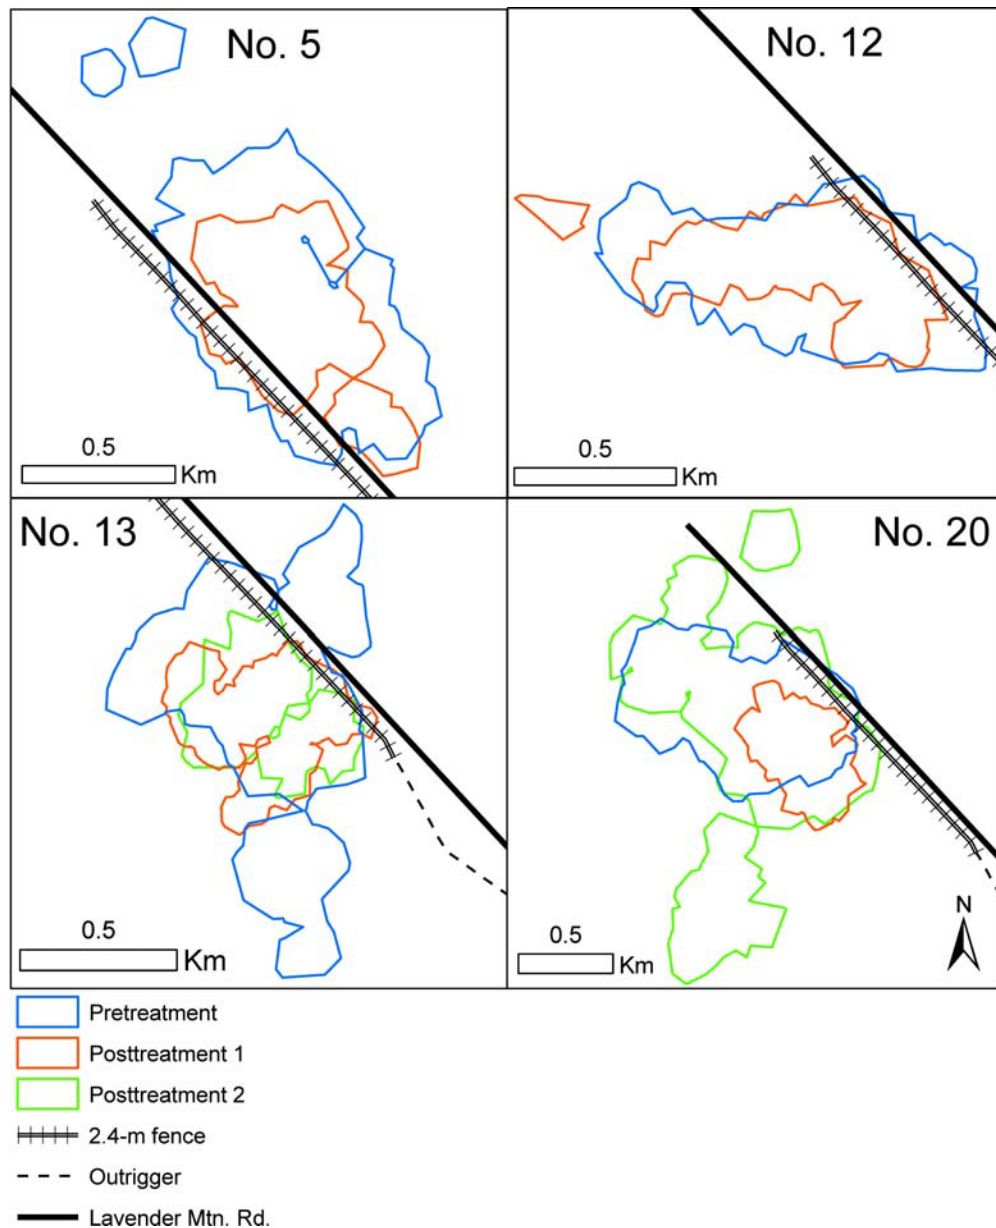 No. 5
No. 12
0.5
Km
0.5
Km
No. 13
No. 20
0.5
Km
0.5
Km
N
Pretreatment
Posttreatment 1
Posttreatment 2
2.4-m fence
Outrigger
Lavender Mtn. Rd.